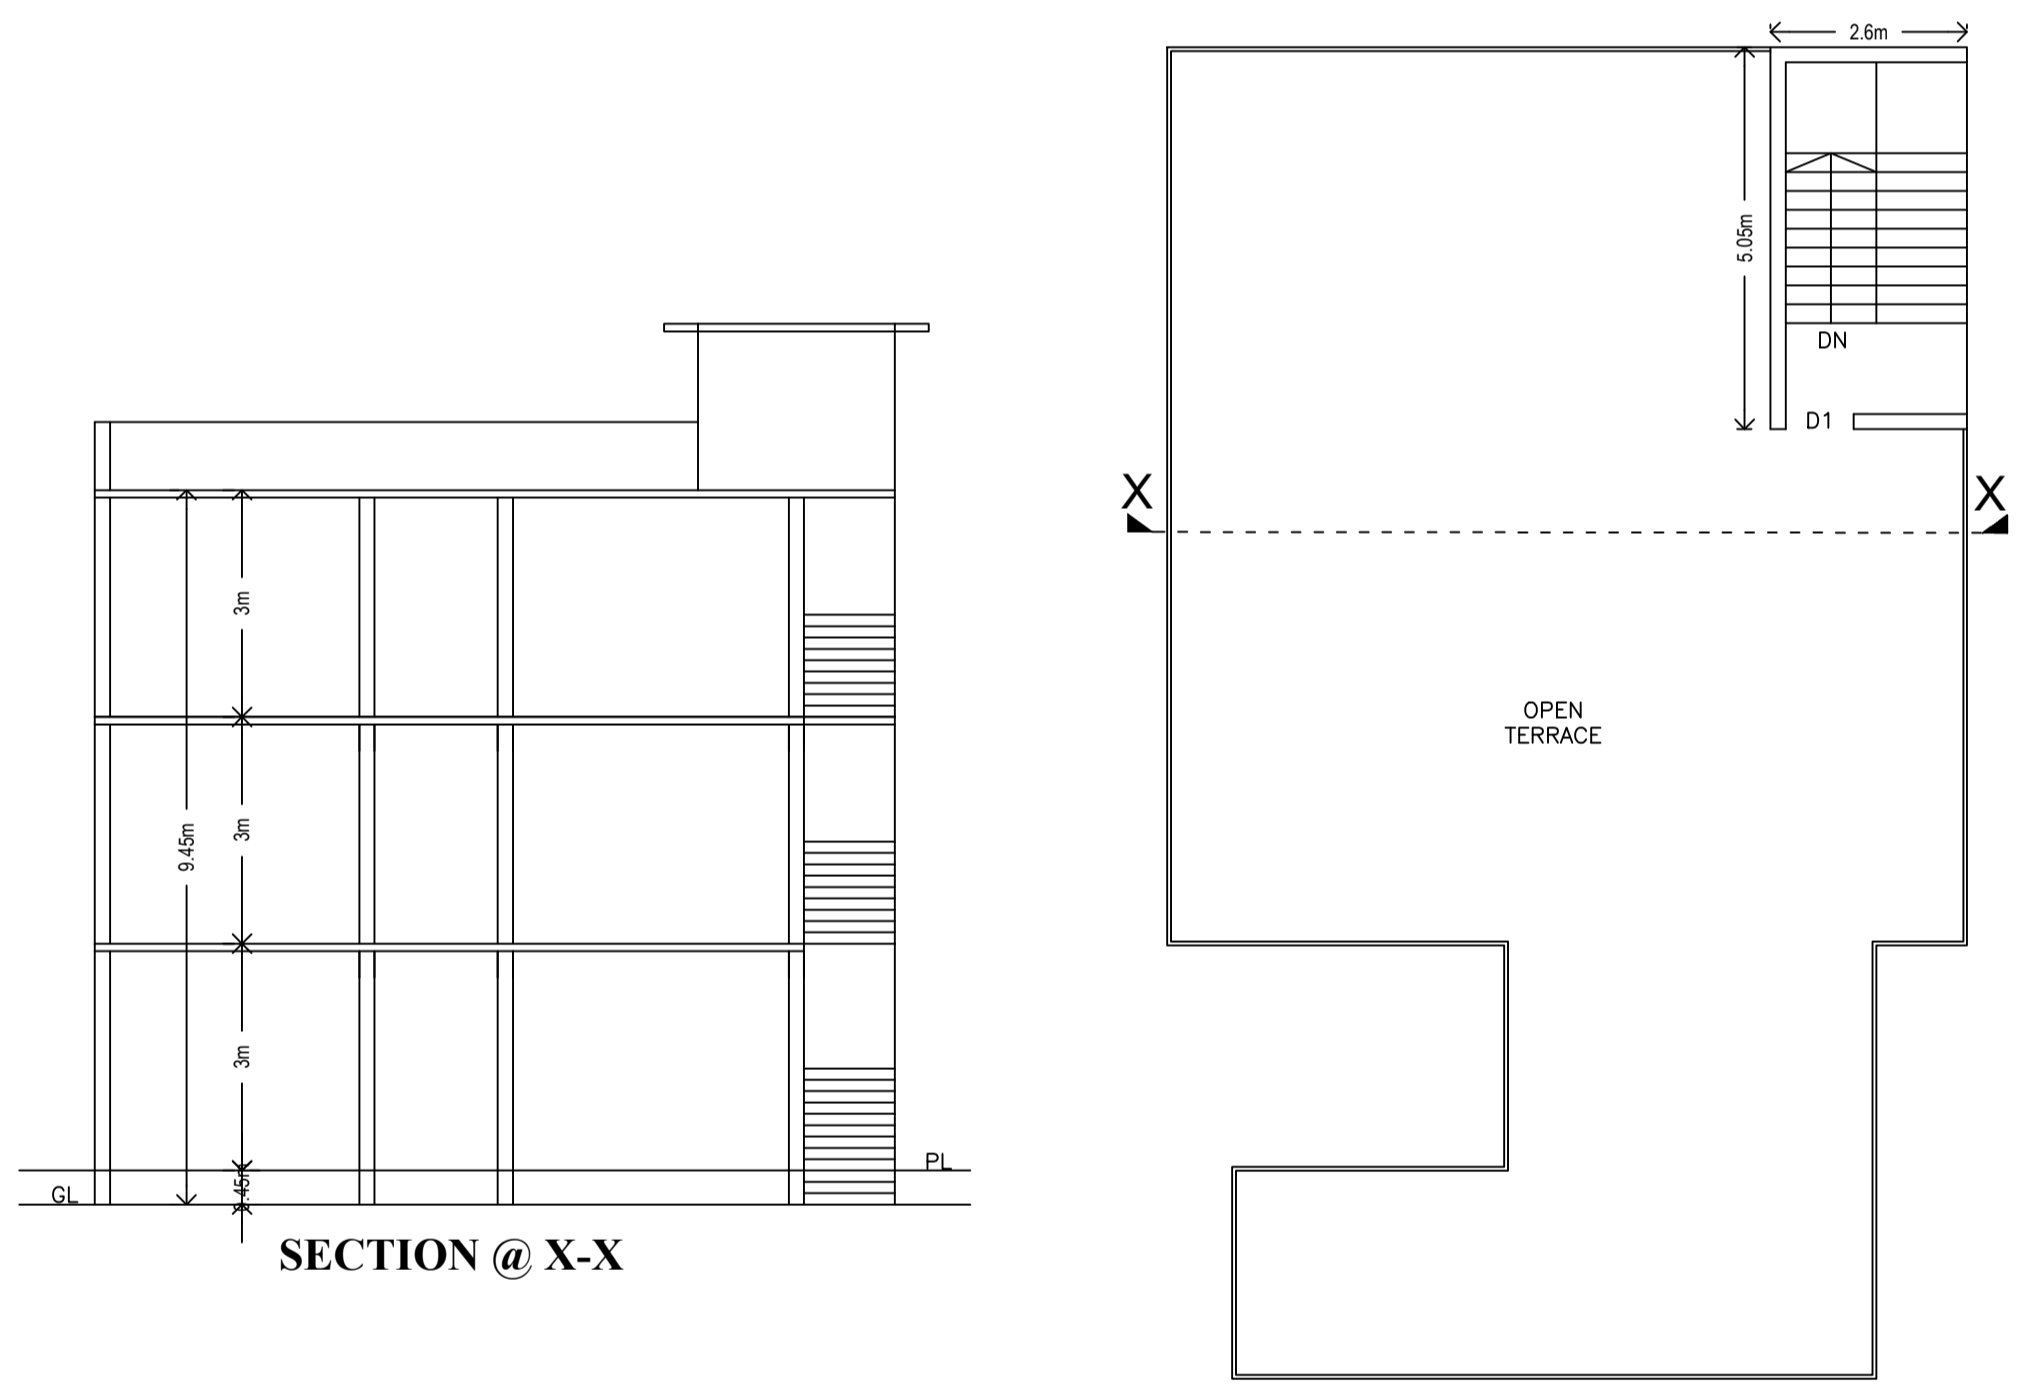 2.6m
5.05m
DN
D1
X X
3m
OPEN
TERRACE
3m
9.45m
3m
PL
GL
SECTION @ X-X